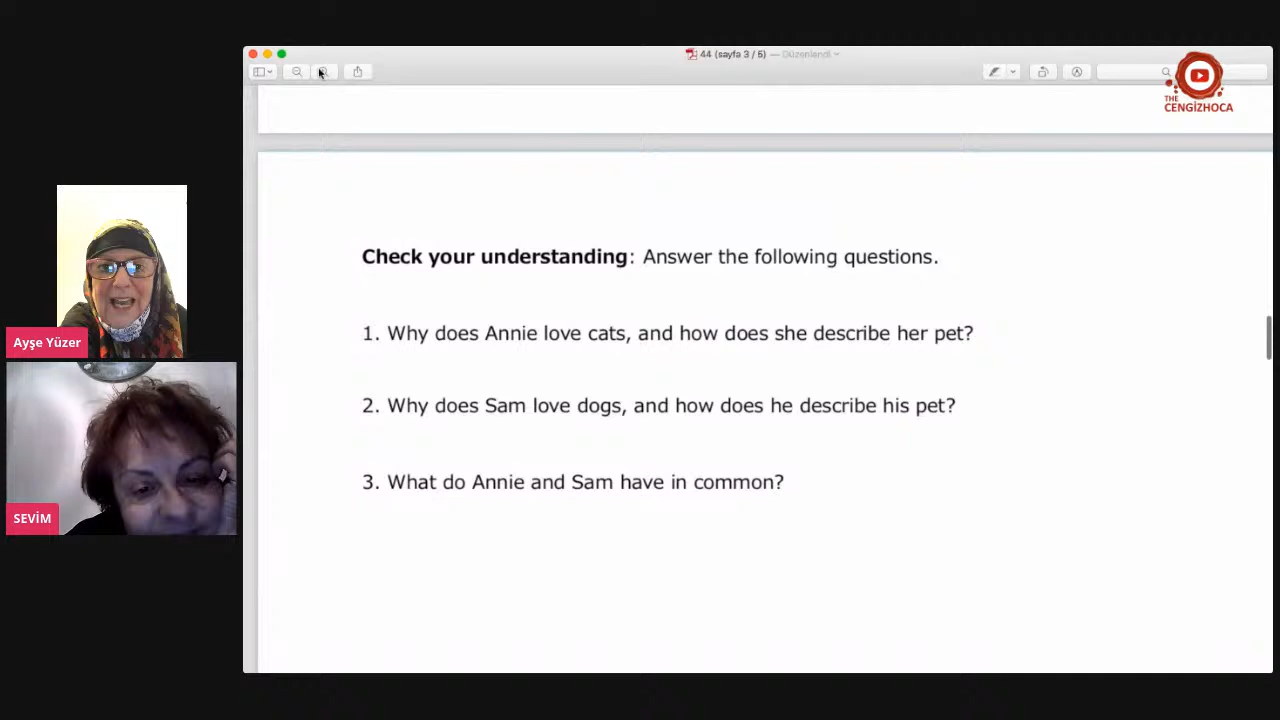 44 (sayfa 3 / 5) — Düzenlendi
THE
CENGİZHOCA
Check your understanding: Answer the following questions.
1. Why does Annie love cats, and how does she describe her pet?
2. Why does Sam love dogs, and how does he describe his pet?
3. What do Annie and Sam have in common?
Ayşe Yüzer
SEVİM